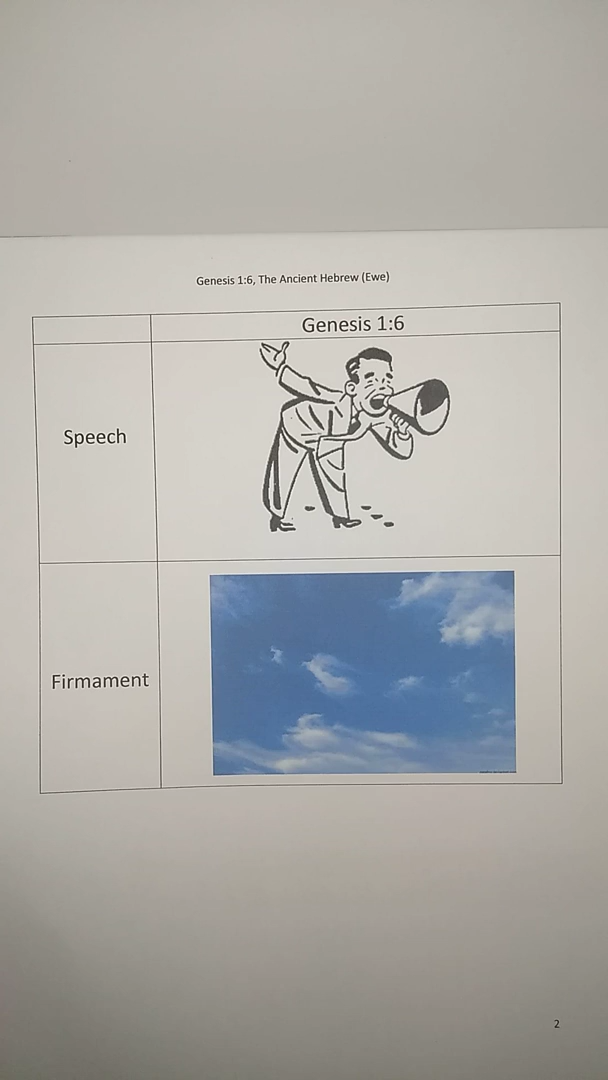 Genesis 1:6, The Ancient Hebrew (Ewe)
Genesis 1:6
Speech
Firmament
2